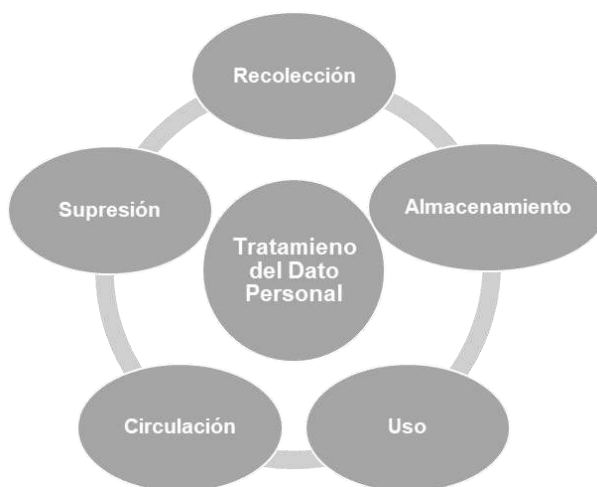 Recolección
Almacenamiento
Uso
Circulación
Supresión
Tratamieno
del Dato
Personal